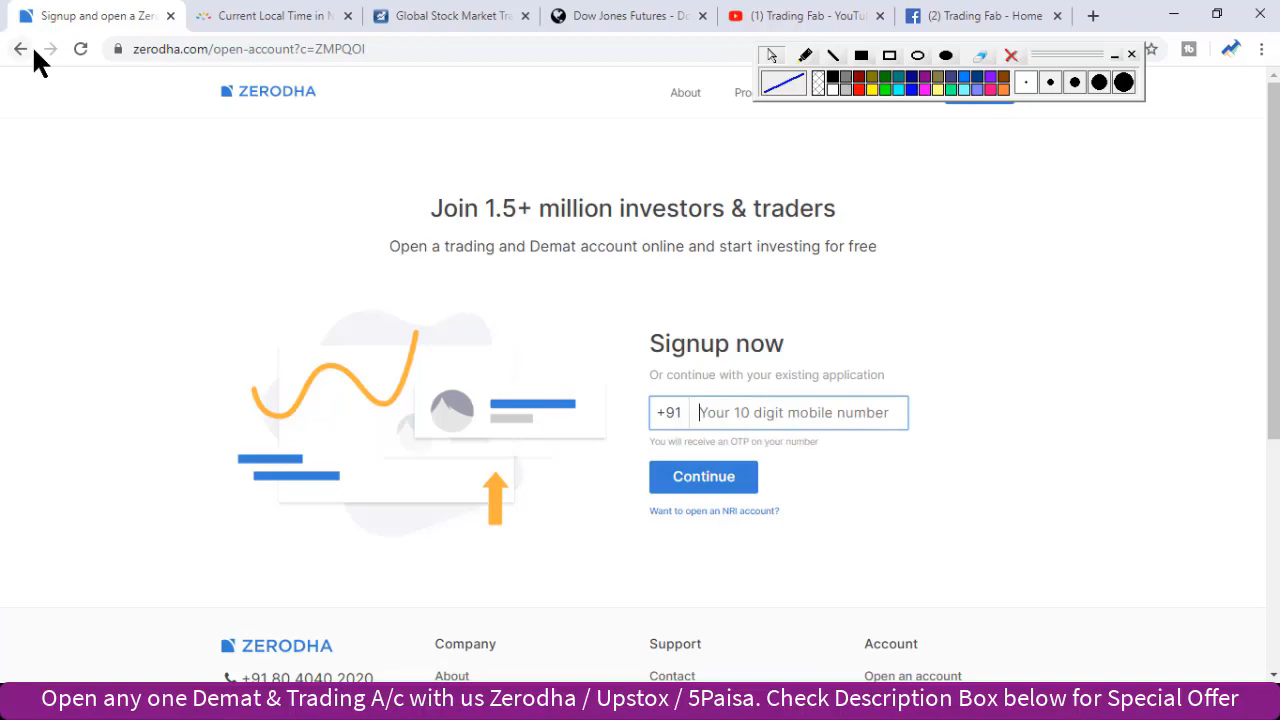 Signup and open a Zer
Current Local Time in N
Global Stock Market Tra
Dow Jones Futures - Do
(1) Trading Fab - YouTu
(2) Trading Fab - Home
zerodha.com/open-account?c=ZMPQOI
ZERODHA
About
Pro
Join 1.5+ million investors & traders
Open a trading and Demat account online and start investing for free
Signup now
Or continue with your existing application
+91 Your 10 digit mobile number
You will receive an OTP on your number
Continue
Want to open an NRI account?
ZERODHA
Company
Support
Account
+91 80 4040 2020
About
Contact
Open an account
Open any one Demat & Trading A/c with us Zerodha / Upstox / 5Paisa. Check Description Box below for Special Offer